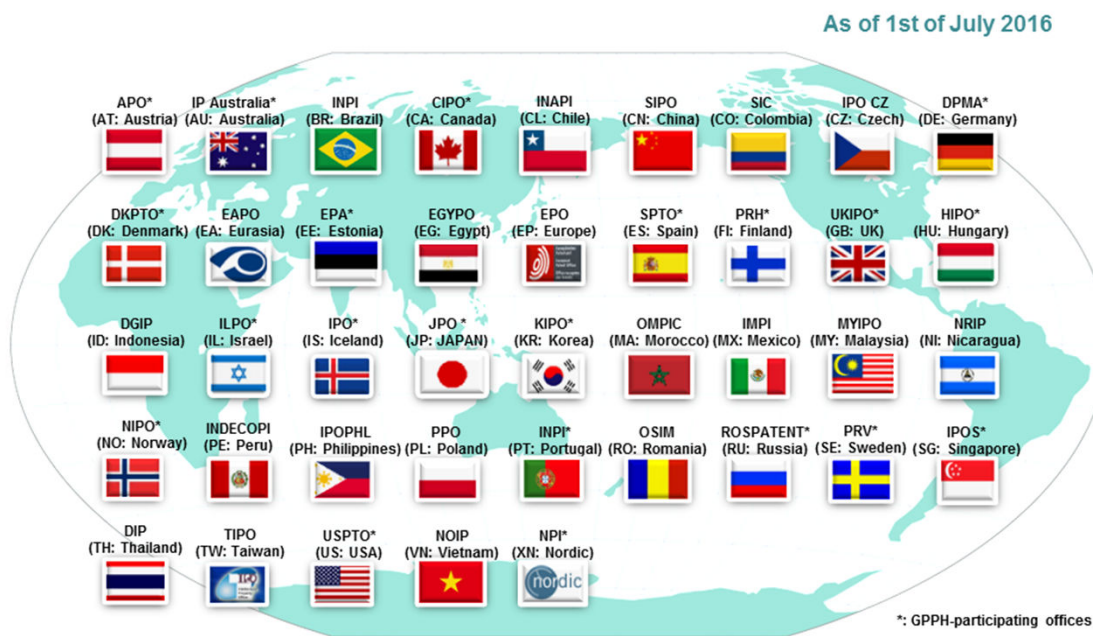 As of 1st of July 2016
APO*
(AT: Austria)
IP Australia*
(AU: Australia)
INPI
(BR: Brazil)
CIPO*
(CA: Canada)
INAPI
(CL: Chile)
SIPO
(CN: China)
SIC
(CO: Colombia)
IPO CZ
(CZ: Czech)
DPMA*
(DE: Germany)
DKPTO*
(DK: Denmark)
EAPO
(EA: Eurasia)
EPA*
(EE: Estonia)
EGYPO
(EG: Egypt)
EPO
(EP: Europe)
SPTO*
(ES: Spain)
PRH*
(FI: Finland)
UKIPO*
(GB: UK)
HIPO*
(HU: Hungary)
DGIP
(ID: Indonesia)
ILPO*
(IL: Israel)
IPO*
(IS: Iceland)
JPO *
(JP: JAPAN)
KIPO*
(KR: Korea)
OMPIC
(MA: Morocco)
IMPI
(MX: Mexico)
MYIPO
(MY: Malaysia)
NRIP
(NI: Nicaragua)
NIPO*
(NO: Norway)
INDECOPI
(PE: Peru)
IPOPHL
(PH: Philippines)
PPO
(PL: Poland)
INPI*
(PT: Portugal)
OSIM
(RO: Romania)
ROSPATENT*
(RU: Russia)
PRV*
(SE: Sweden)
IPOS*
(SG: Singapore)
DIP
(TH: Thailand)
TIPO
(TW: Taiwan)
USPTO*
(US: USA)
NOIP
(VN: Vietnam)
NPI*
(XN: Nordic)
nordic
*: GPPH-participating offices